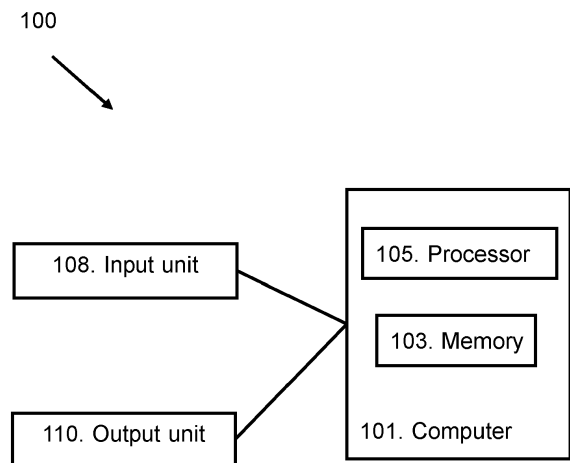 100
108. Input unit
105. Processor
103. Memory
110. Output unit
101. Computer